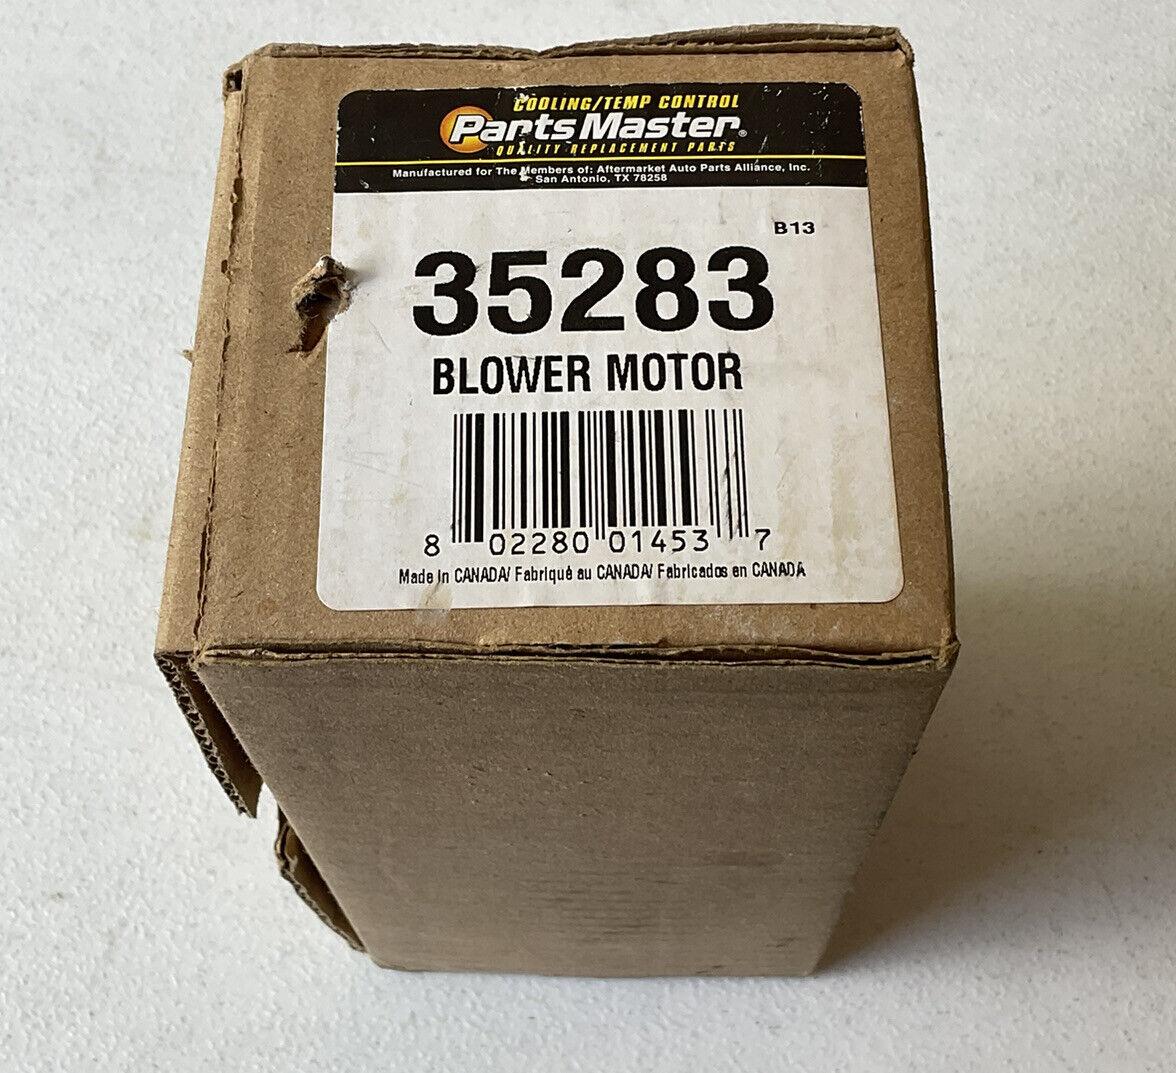 COOLING/TEMP CONTROL
Parts Master®
QUALITY REPLACEMENT PARTS
Manufactured for The Members of: Aftermarket Auto Parts Alliance, Inc.
San Antonio, TX 78258
B13
35283
BLOWER MOTOR
8 02280 01453 7
Made in CANADA/ Fabriqué au CANADA/ Fabricados en CANADA